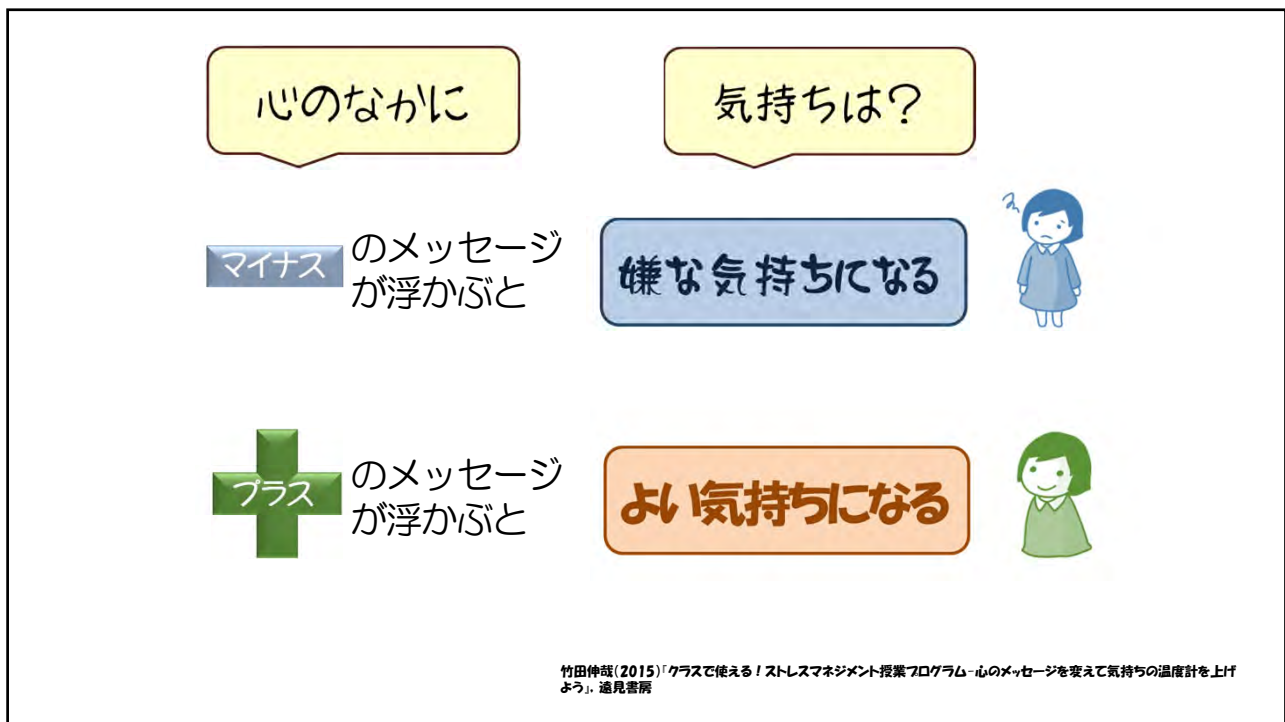 心のなかに
気持ちは？
マイナス のメッセージ
が浮かぶと
嫌な気持ちになる
プラス のメッセージ
が浮かぶと
よい気持ちになる
竹田伸哉(2015)「クラスで使える！ストレスマネジメント授業プログラム-心のメッセージを変えて気持ちの温度計を上げ
よう」. 遠見書房